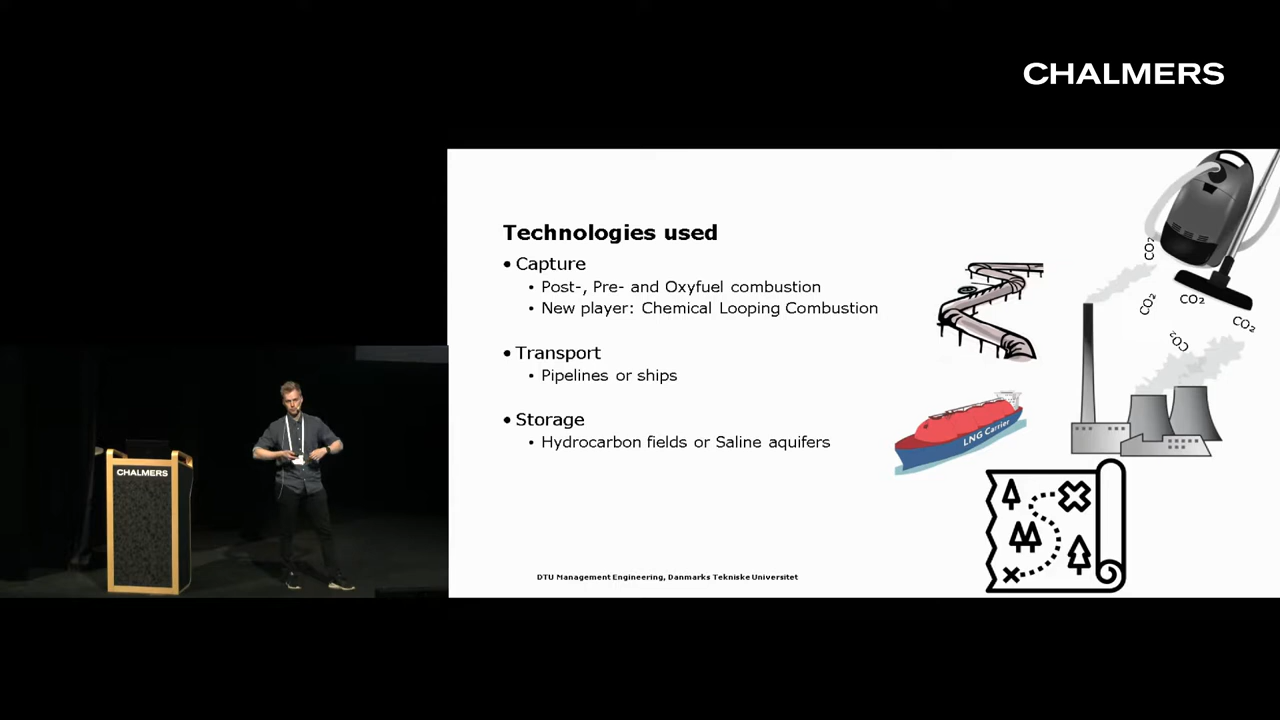 CHALMERS
Technologies used
• Capture
• Post-, Pre- and Oxyfuel combustion
• New player: Chemical Looping Combustion
• Transport
• Pipelines or ships
• Storage
• Hydrocarbon fields or Saline aquifers
DTU Management Engineering, Danmarks Tekniske Universitet
CO2
CO2
CO2
CO2
CO2
LNG Carrier
CHALMERS